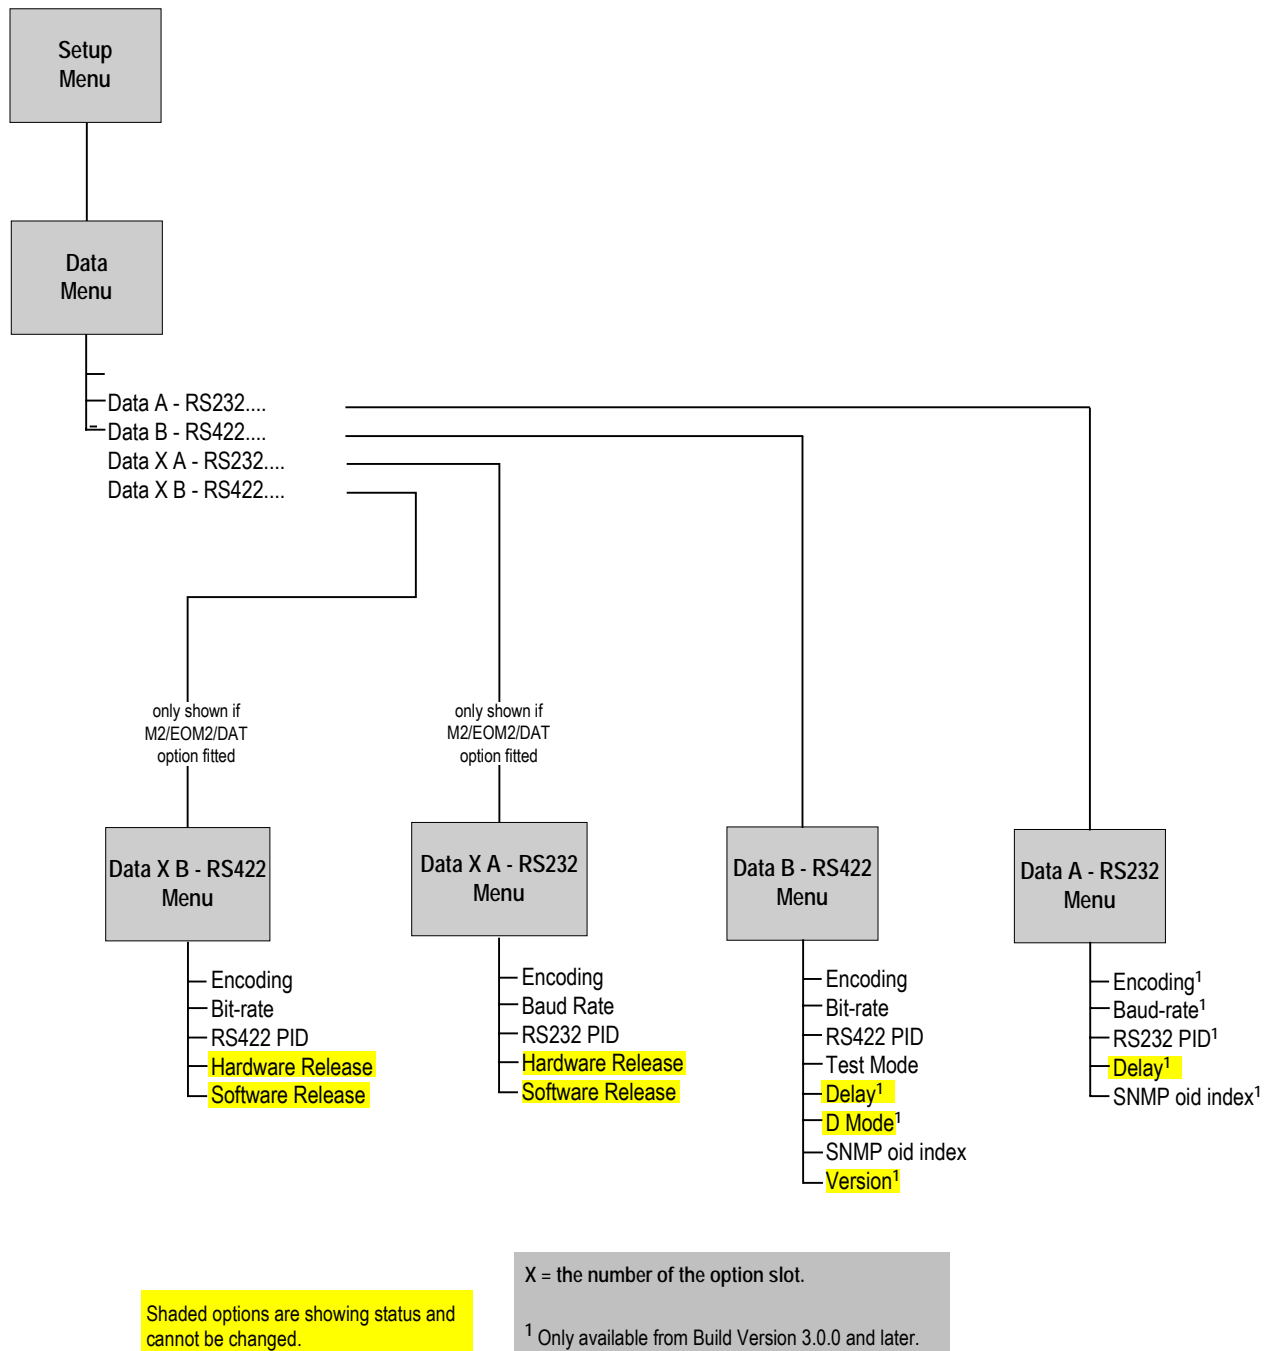 Setup
Menu
Data
Menu
Data A - RS232....
Data B - RS422....
Data X A - RS232....
Data X B - RS422....
only shown if
M2/EOM2/DAT
option fitted
only shown if
M2/EOM2/DAT
option fitted
Data X B - RS422
Menu
Encoding
Bit-rate
RS422 PID
Hardware Release
Software Release
Data X A - RS232
Menu
Encoding
Baud Rate
RS232 PID
Hardware Release
Software Release
Data B - RS422
Menu
Encoding
Bit-rate
RS422 PID
Test Mode
Delay¹
D Mode¹
SNMP oid index
Version¹
Data A - RS232
Menu
Encoding¹
Baud-rate¹
RS232 PID¹
Delay¹
SNMP oid index¹
Shaded options are showing status and
cannot be changed.
X = the number of the option slot.
¹ Only available from Build Version 3.0.0 and later.